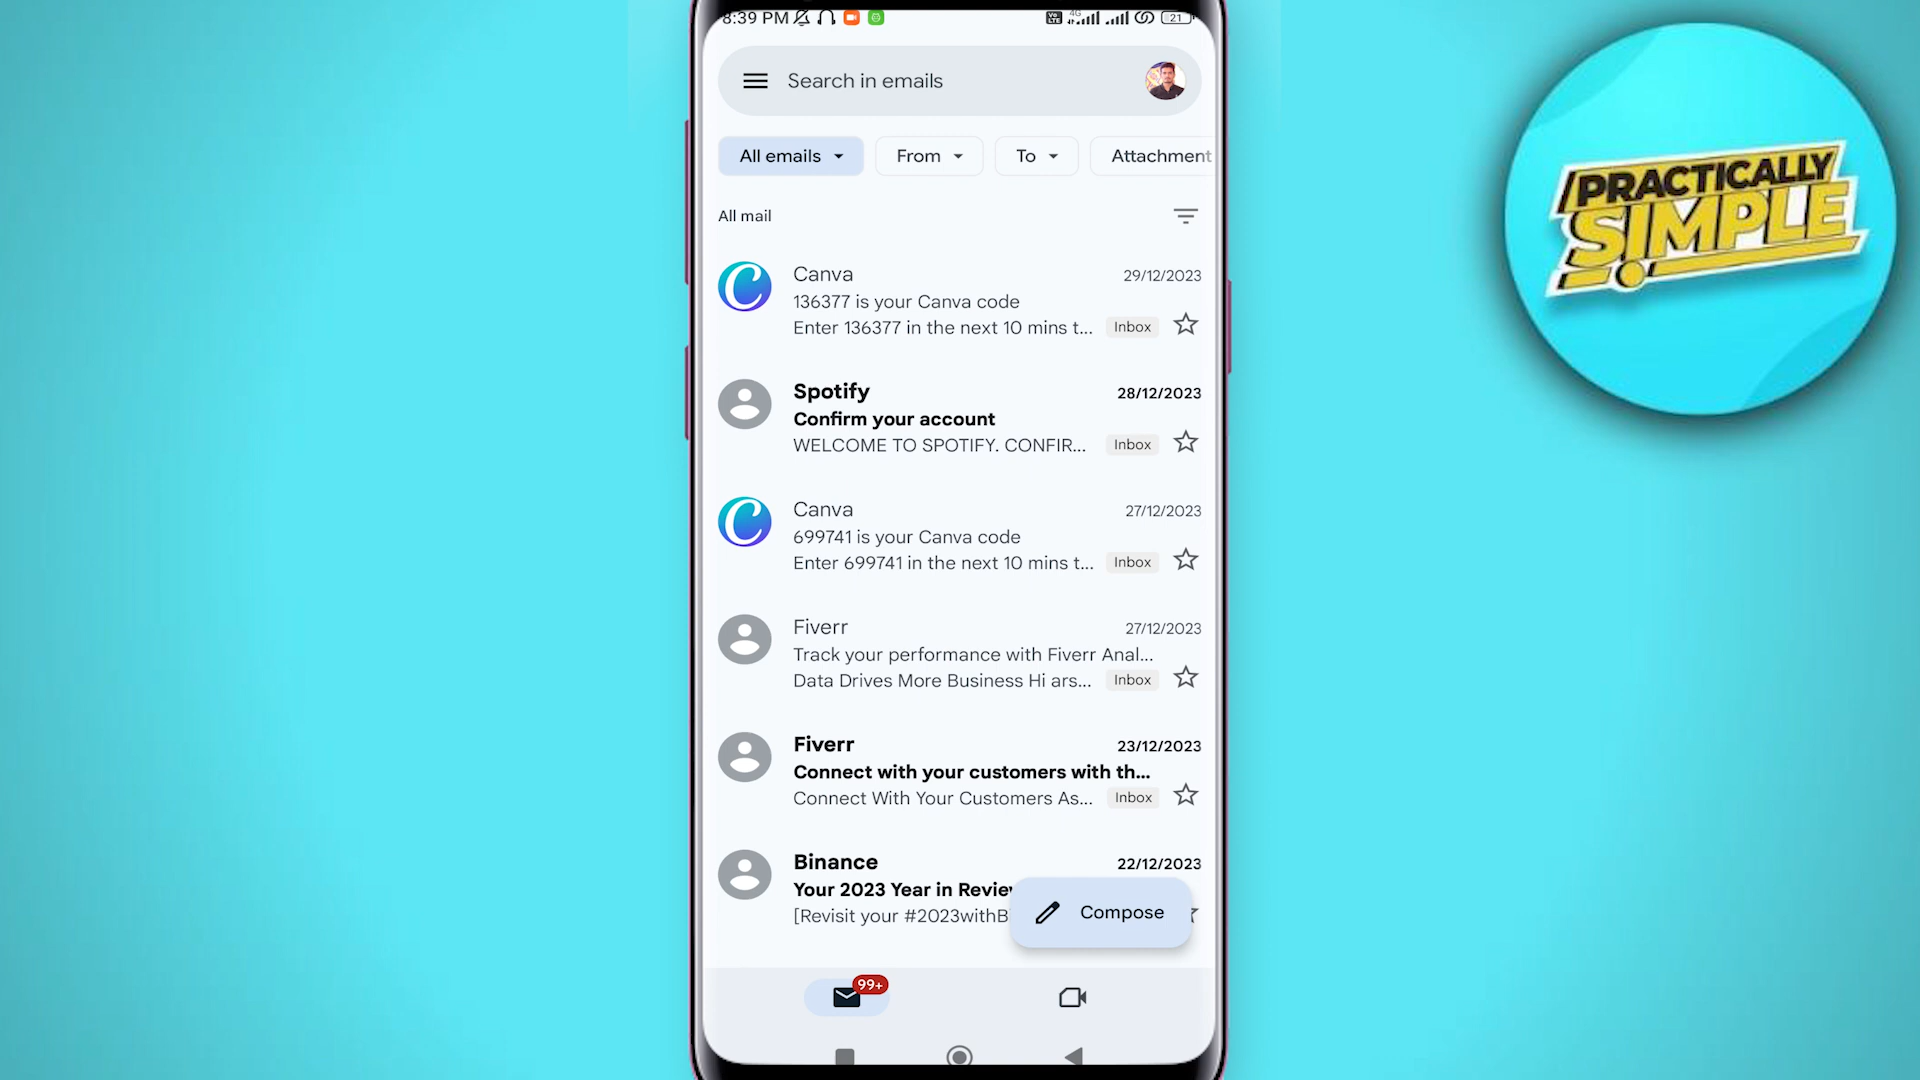 8:39 PM
Vo LTE
4G
21
Search in emails
All emails
From
To
Attachment
All mail
Canva
29/12/2023
136377 is your Canva code
Enter 136377 in the next 10 mins t...
Inbox
Spotify
28/12/2023
Confirm your account
WELCOME TO SPOTIFY. CONFIR...
Inbox
Canva
27/12/2023
699741 is your Canva code
Enter 699741 in the next 10 mins t...
Inbox
Fiverr
27/12/2023
Track your performance with Fiverr Anal...
Data Drives More Business Hi ars...
Inbox
Fiverr
23/12/2023
Connect with your customers with th...
Connect With Your Customers As...
Inbox
Binance
22/12/2023
Your 2023 Year in Review
[Revisit your #2023withB
Compose
99+
PRACTICALLY
SIMPLE